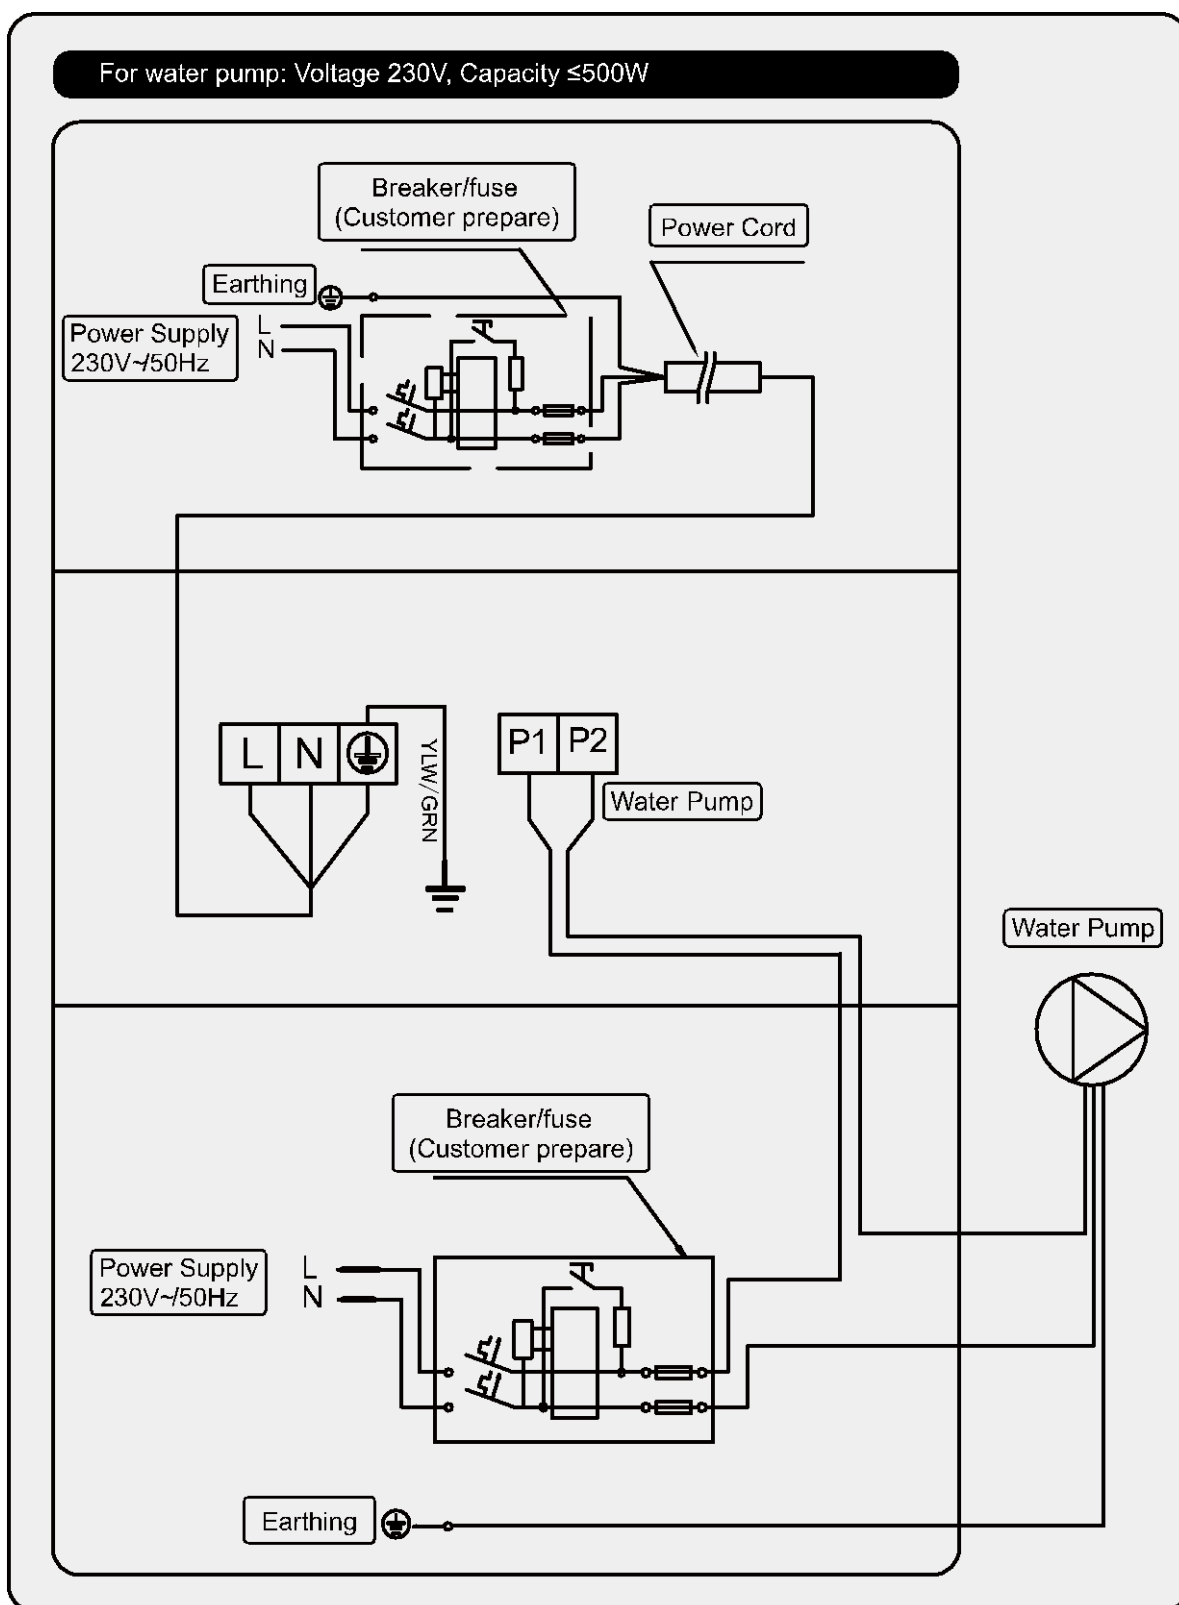 For water pump: Voltage 230V, Capacity ≤500W
Breaker/fuse
(Customer prepare)
Power Cord
Earthing
Power Supply
230V~/50Hz
L
N
L N
P1 P2
YLW/GRN
Water Pump
Water Pump
Breaker/fuse
(Customer prepare)
Power Supply
230V~/50Hz
L
N
Earthing